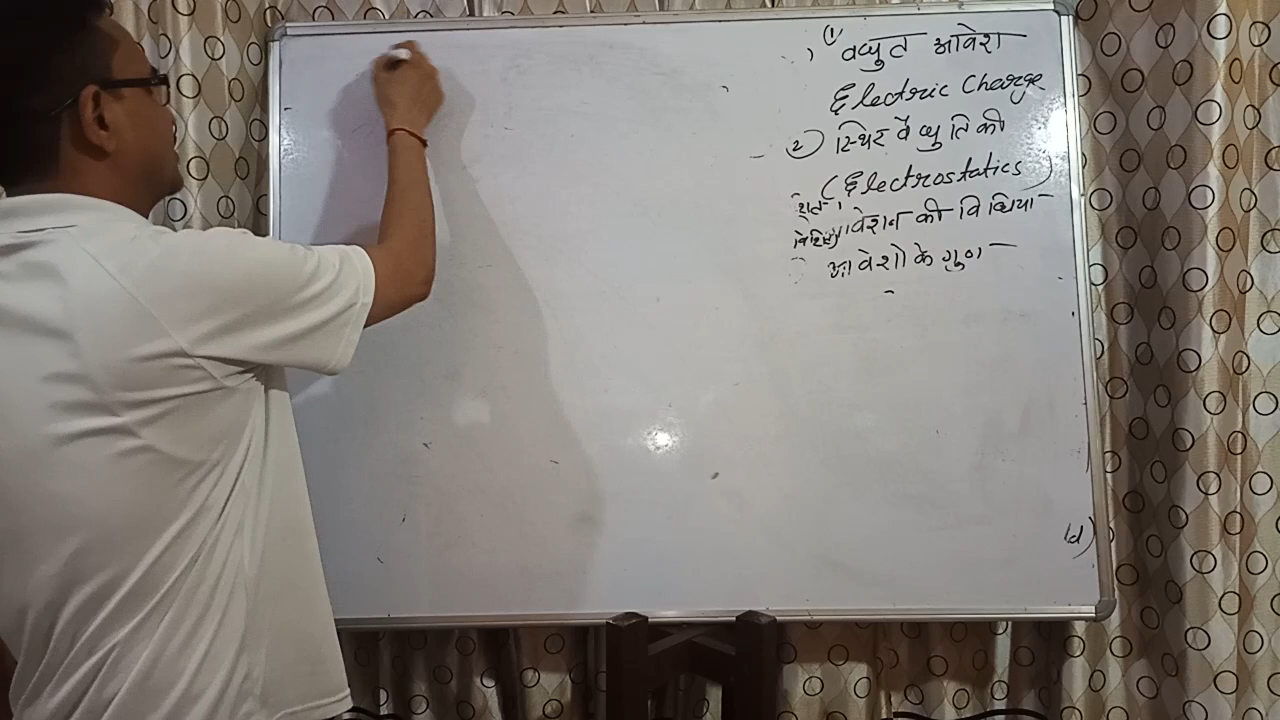 (1) वद्युत आवेश
Electric Charge
(2) स्थिर वैद्युति की
(Electrostatics)
आवेशन की विधिया
आवेशो के गुण
(d)